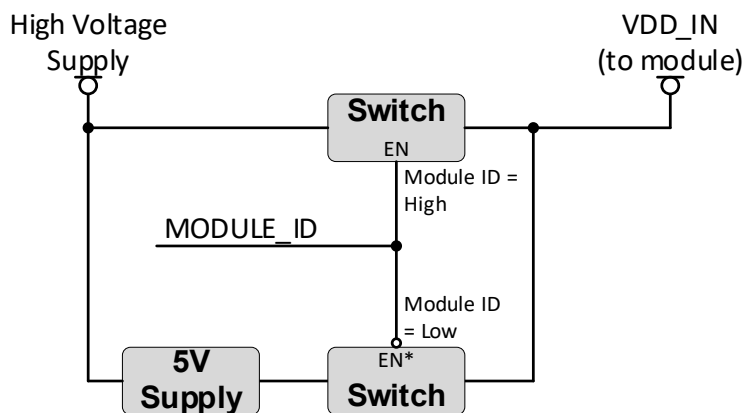 High Voltage
Supply
VDD_IN
(to module)
Switch
EN
Module ID =
High
MODULE_ID
Module ID
= Low
5V
Supply
EN*
Switch